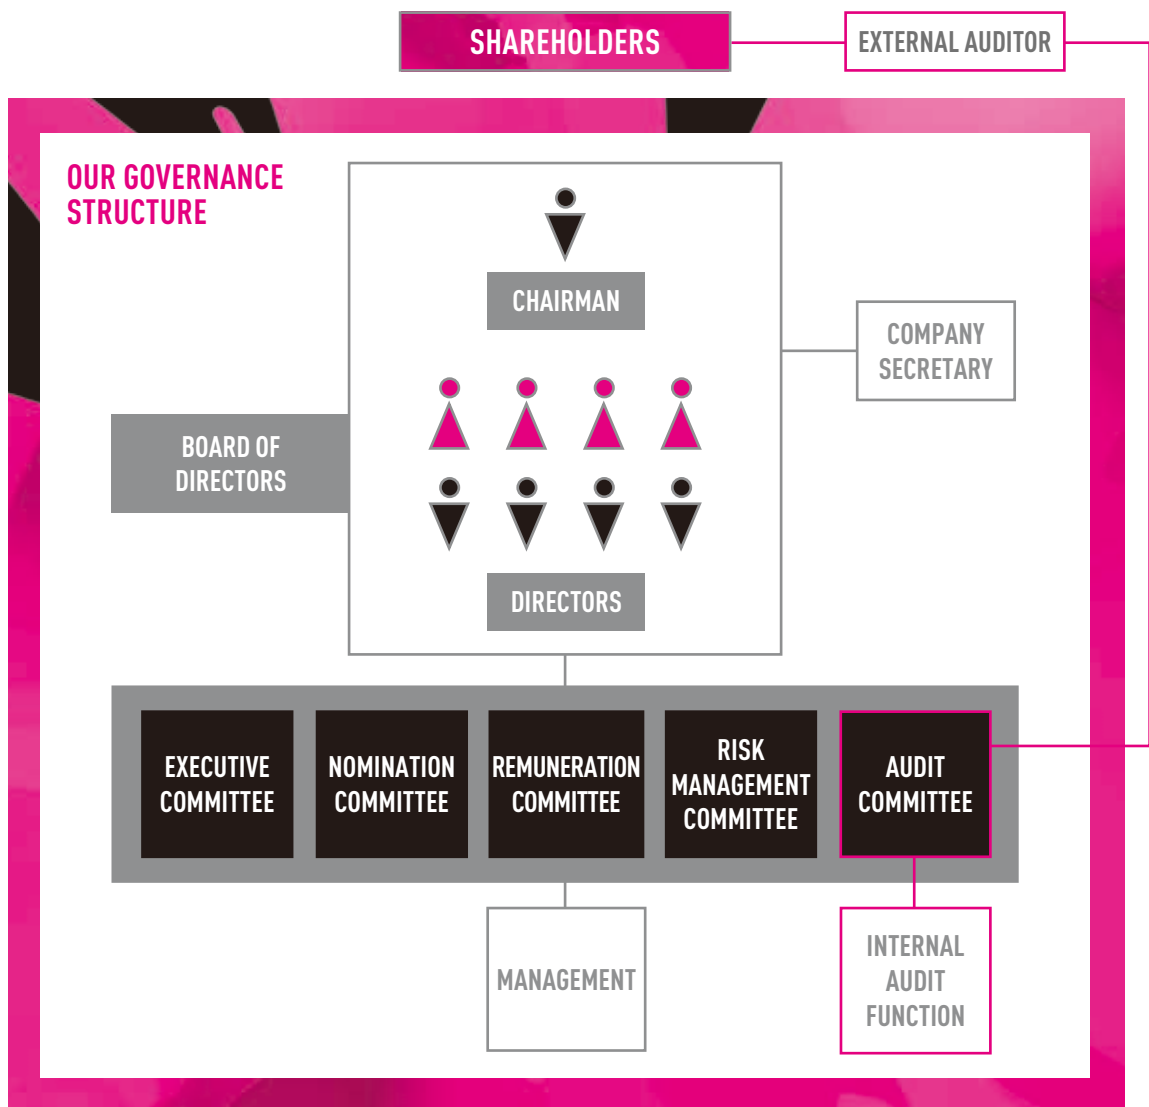 SHAREHOLDERS
EXTERNAL AUDITOR
OUR GOVERNANCE
STRUCTURE
CHAIRMAN
COMPANY
SECRETARY
BOARD OF
DIRECTORS
DIRECTORS
EXECUTIVE
COMMITTEE
NOMINATION
COMMITTEE
REMUNERATION
COMMITTEE
RISK
MANAGEMENT
COMMITTEE
AUDIT
COMMITTEE
MANAGEMENT
INTERNAL
AUDIT
FUNCTION